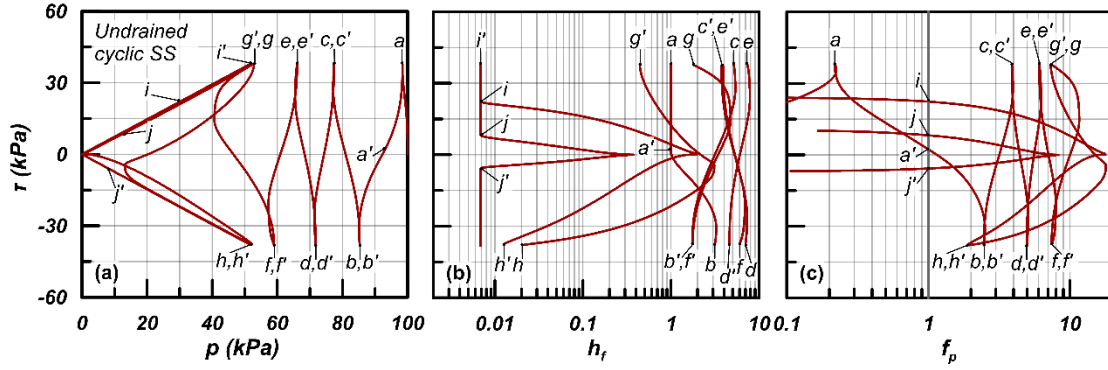 Undrained
cyclic SS
i'
g',g
e,e'
c,c'
a
i
j
a'
j'
h,h'
f,f'
d,d'
b,b'
(a)
60
30
0
-30
-60
τ (kPa)
0
20
40
60
80
100
p (kPa)
i'
g'
a
g
c',e'
c
e
i
j
a'
j'
h'
h
b',f'
b
d'
f
d
(b)
0.01
0.1
1
10
h_f
a
c,c'
e,e'
g',g
i
j
a'
j'
h,h'
b,b'
d,d'
f,f'
(c)
0.1
1
10
f_p